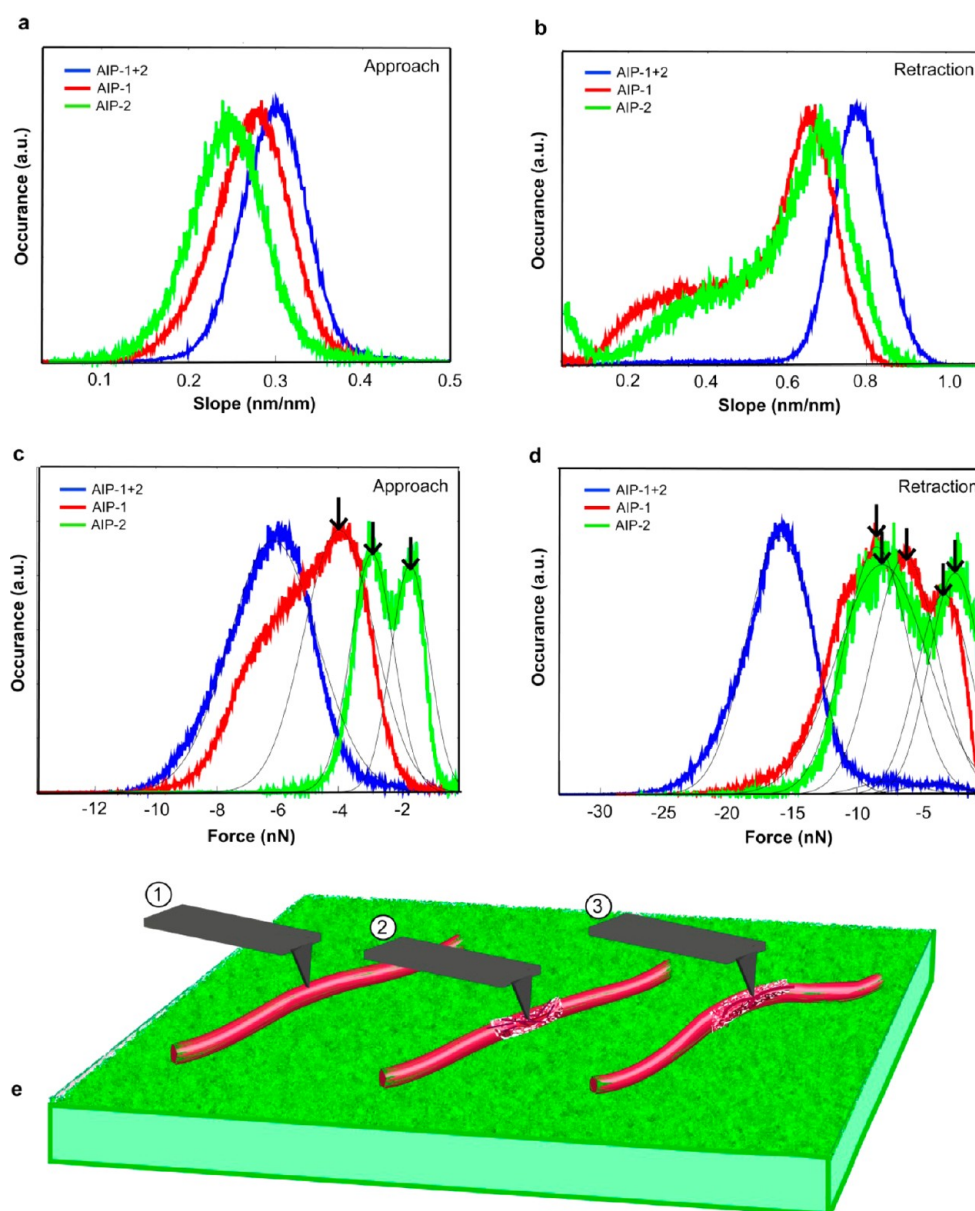 a
Approach
AIP-1+2
AIP-1
AIP-2
Occurance (a.u.)
0.1 0.2 0.3 0.4 0.5
Slope (nm/nm)
b
Retraction
AIP-1+2
AIP-1
AIP-2
Occurance (a.u.)
0.2 0.4 0.6 0.8 1.0
Slope (nm/nm)
c
Approach
AIP-1+2
AIP-1
AIP-2
Occurance (a.u.)
-12 -10 -8 -6 -4 -2
Force (nN)
d
Retraction
AIP-1+2
AIP-1
AIP-2
Occurance (a.u.)
-30 -25 -20 -15 -10 -5
Force (nN)
1
2
3
e